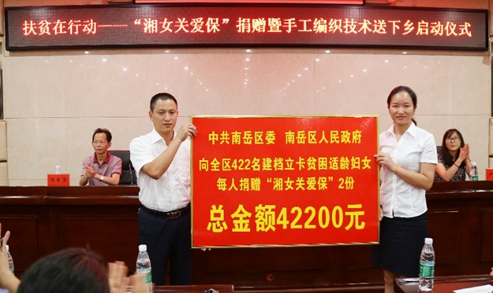 扶贫在行动——“湘女关爱保”捐赠暨手工编织技术送下乡启动仪式
中共南岳区委 南岳区人民政府
向全区422名建档立卡贫困适龄妇女
每人捐赠“湘女关爱保”2份
总金额42200元